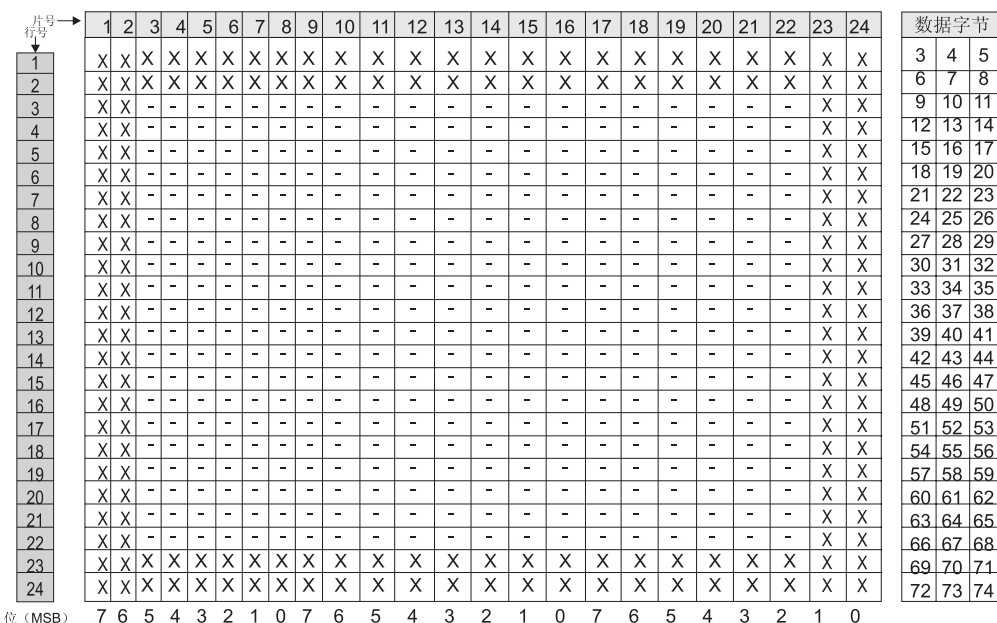 片号 1 2 3 4 5 6 7 8 9 10 11 12 13 14 15 16 17 18 19 20 21 22 23 24 数据字节
行号
1 X X X X X X X X X X X X X X X X X X X X X X X X 3 4 5
2 X X X X X X X X X X X X X X X X X X X X X X X X 6 7 8
3 X X - - - - - - - - - - - - - - - - - - - - X X 9 10 11
4 X X - - - - - - - - - - - - - - - - - - - - X X 12 13 14
5 X X - - - - - - - - - - - - - - - - - - - - X X 15 16 17
6 X X - - - - - - - - - - - - - - - - - - - - X X 18 19 20
7 X X - - - - - - - - - - - - - - - - - - - - X X 21 22 23
8 X X - - - - - - - - - - - - - - - - - - - - X X 24 25 26
9 X X - - - - - - - - - - - - - - - - - - - - X X 27 28 29
10 X X - - - - - - - - - - - - - - - - - - - - X X 30 31 32
11 X X - - - - - - - - - - - - - - - - - - - - X X 33 34 35
12 X X - - - - - - - - - - - - - - - - - - - - X X 36 37 38
13 X X - - - - - - - - - - - - - - - - - - - - X X 39 40 41
14 X X - - - - - - - - - - - - - - - - - - - - X X 42 43 44
15 X X - - - - - - - - - - - - - - - - - - - - X X 45 46 47
16 X X - - - - - - - - - - - - - - - - - - - - X X 48 49 50
17 X X - - - - - - - - - - - - - - - - - - - - X X 51 52 53
18 X X - - - - - - - - - - - - - - - - - - - - X X 54 55 56
19 X X - - - - - - - - - - - - - - - - - - - - X X 57 58 59
20 X X - - - - - - - - - - - - - - - - - - - - X X 60 61 62
21 X X - - - - - - - - - - - - - - - - - - - - X X 63 64 65
22 X X - - - - - - - - - - - - - - - - - - - - X X 66 67 68
23 X X X X X X X X X X X X X X X X X X X X X X X X 69 70 71
24 X X X X X X X X X X X X X X X X X X X X X X X X 72 73 74
位（MSB） 7 6 5 4 3 2 1 0 7 6 5 4 3 2 1 0 7 6 5 4 3 2 1 0